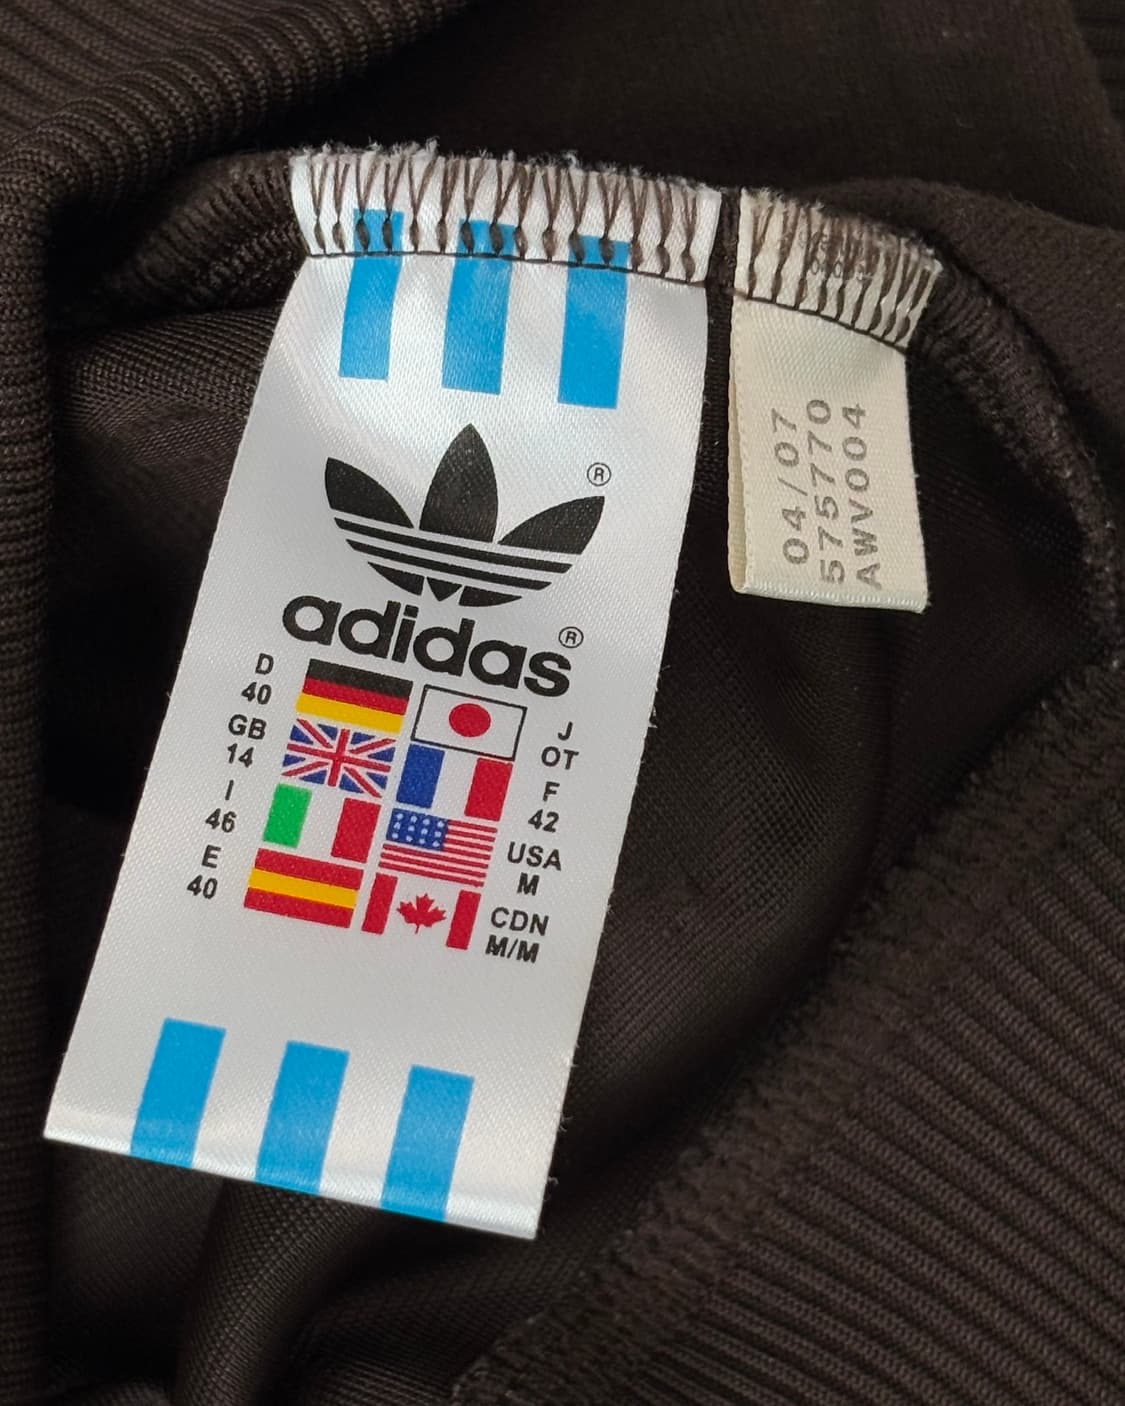 ®
adidas®
D
40
GB
14
I
46
E
40
J
OT
F
42
USA
M
CDN
M/M
04/07
575770
AWV004